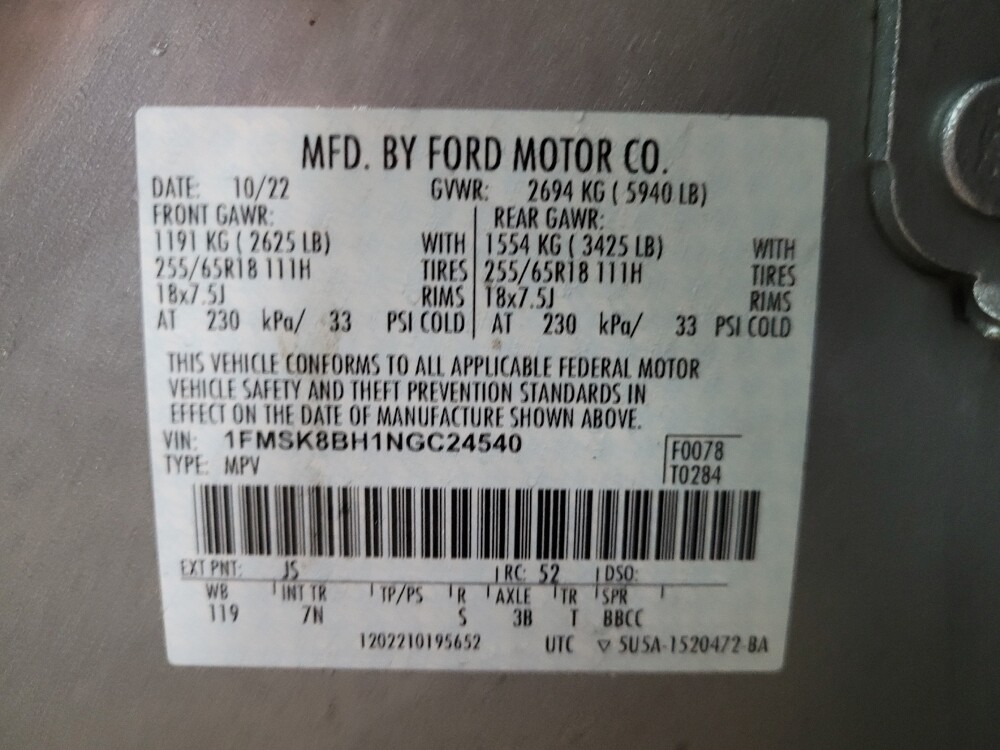 MFD. BY FORD MOTOR CO.
DATE: 10/22 GVWR: 2694 KG ( 5940 LB)
FRONT GAWR: REAR GAWR:
1191 KG ( 2625 LB) WITH 1554 KG ( 3425 LB) WITH
255/65R18 111H TIRES 255/65R18 111H TIRES
18x7.5J RIMS 18x7.5J RIMS
AT 230 kPa/ 33 PSI COLD AT 230 kPa/ 33 PSI COLD
THIS VEHICLE CONFORMS TO ALL APPLICABLE FEDERAL MOTOR
VEHICLE SAFETY AND THEFT PREVENTION STANDARDS IN
EFFECT ON THE DATE OF MANUFACTURE SHOWN ABOVE.
VIN: 1FMSK8BH1NGC24540 F0078
TYPE: MPV T0284
EXT PNT: JS RC: 52 DSO:
WB INT TR TP/PS R AXLE TR SPR
119 7N S 3B T BBCC
1202210195652 UTC ▽ 5U5A-1520472-BA